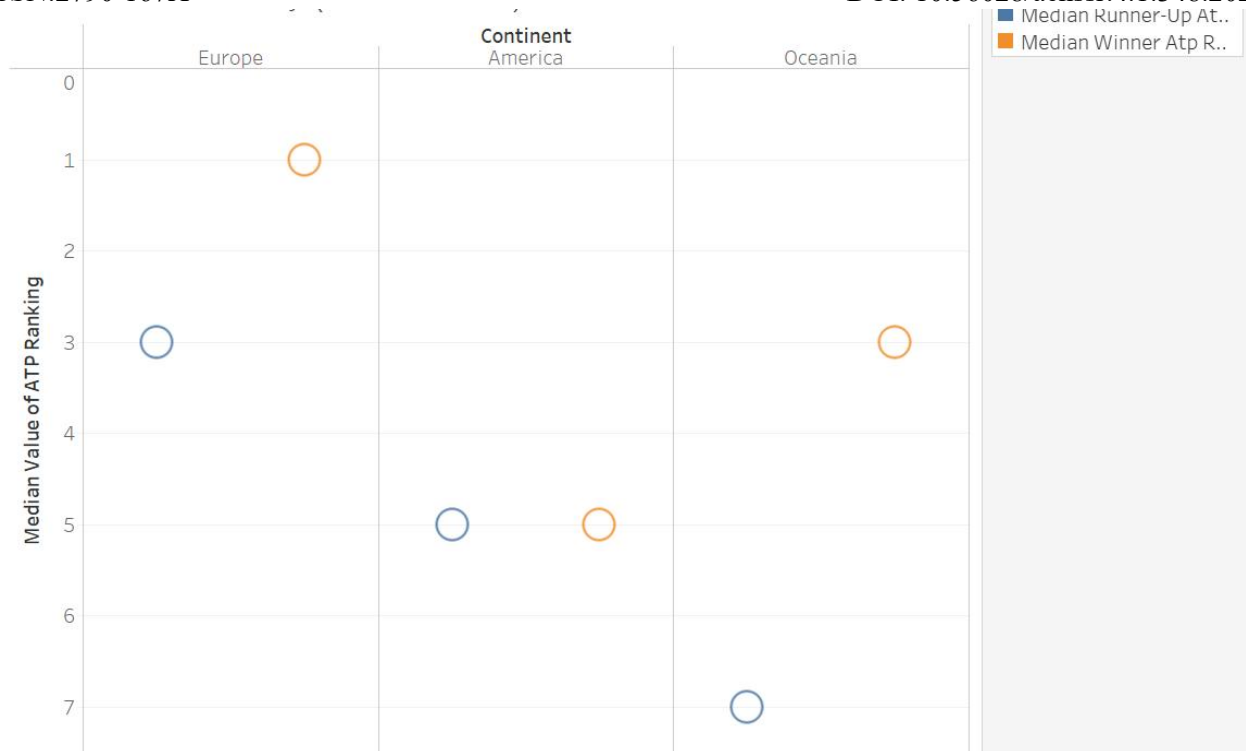 Median Runner-Up At..
Median Winner Atp R..
Continent
Europe America Oceania
Median Value of ATP Ranking
0
1
2
3
4
5
6
7